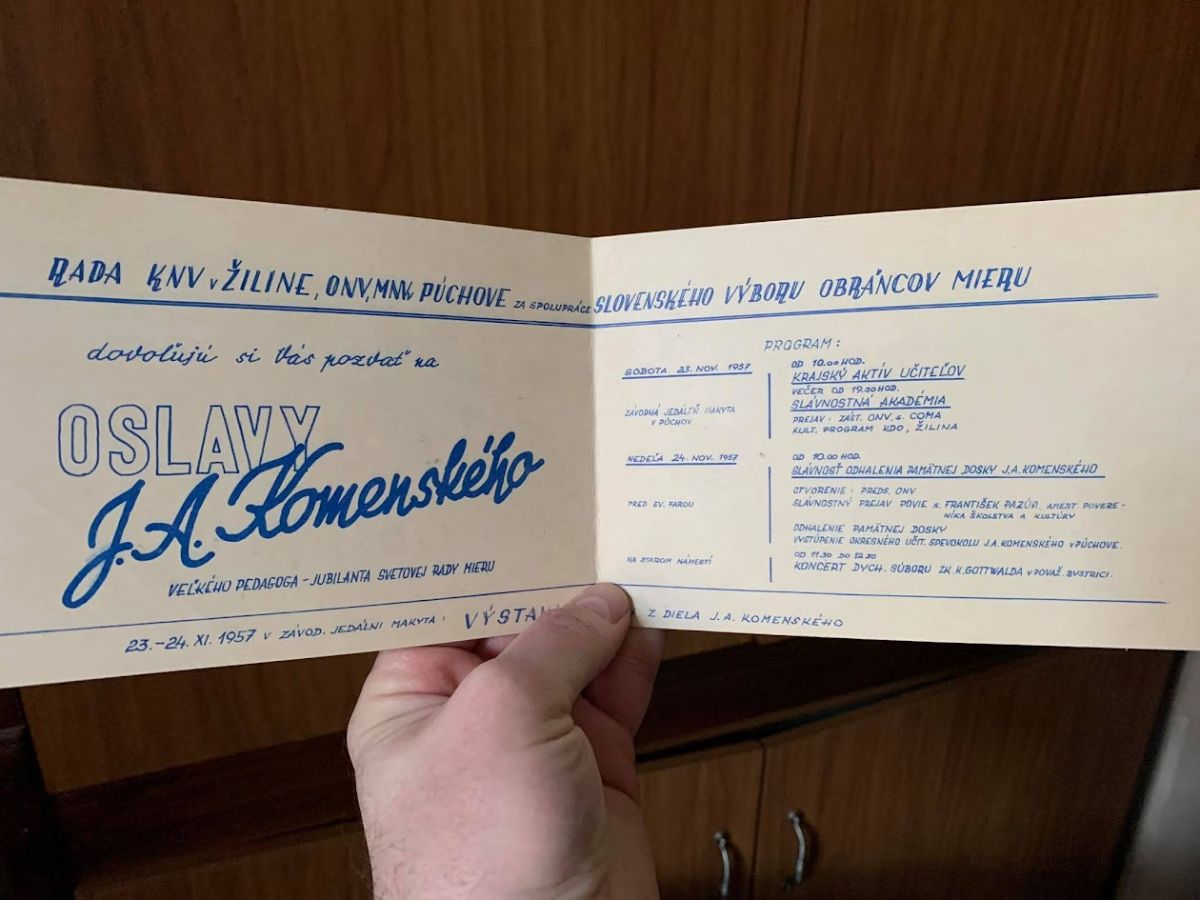 RADA KNV v ŽILINE, ONV, MNV v PÚCHOVE ZA SPOLUPRÁCE SLOVENSKÉHO VÝBORU OBRÁNCOV MIERU
dovoľujú si Vás pozvať na
OSLAVY
J.A. Komenského
VEĽKÉHO PEDAGOGA - JUBILANTA SVETOVEJ RADY MIERU
PROGRAM:
SOBOTA 23. NOV. 1957
ZÁVODNÁ JEDÁLEŇ MAKYTA
V PÚCHOV
OD 10.00 HOD.
KRAJSKÝ AKTÍV UČITEĽOV
VEČER OD 19.30 HOD.
SLÁVNOSTNÁ AKADÉMIA
PREJAV: ZÁST. ONV. s. COMA
KULT. PROGRAM KDO, ŽILINA
NEDEĽA 24. NOV. 1957
PRED EV. FAROU
OD 10.00 HOD.
SLÁVNOSŤ ODHALENIA PAMÄTNEJ DOSKY J.A. KOMENSKÉHO
OTVORENIE: PREDS. ONV
SLÁVNOSTNÝ PREJAV POVIE s. FRANTIŠEK PAZÚR, NÁMEST. POVERE-
NÍKA ŠKOLSTVA A KULTÚRY
ODHALENIE PAMÄTNEJ DOSKY
VYSTÚPENIE OKRESNÉHO UČIT. SPEVOKOLU J.A. KOMENSKÉHO v PÚCHOVE.
NA STAROM NÁMESTÍ
OD 11.30 DO 12.30
KONCERT DYCH. SÚBORU ZK. K. GOTTWALDA v POVAŽ. BYSTRICI.
23.-24. XI. 1957 V ZÁVOD. JEDÁLNI MAKYTA: Z DIELA J. A. KOMENSKÉHO